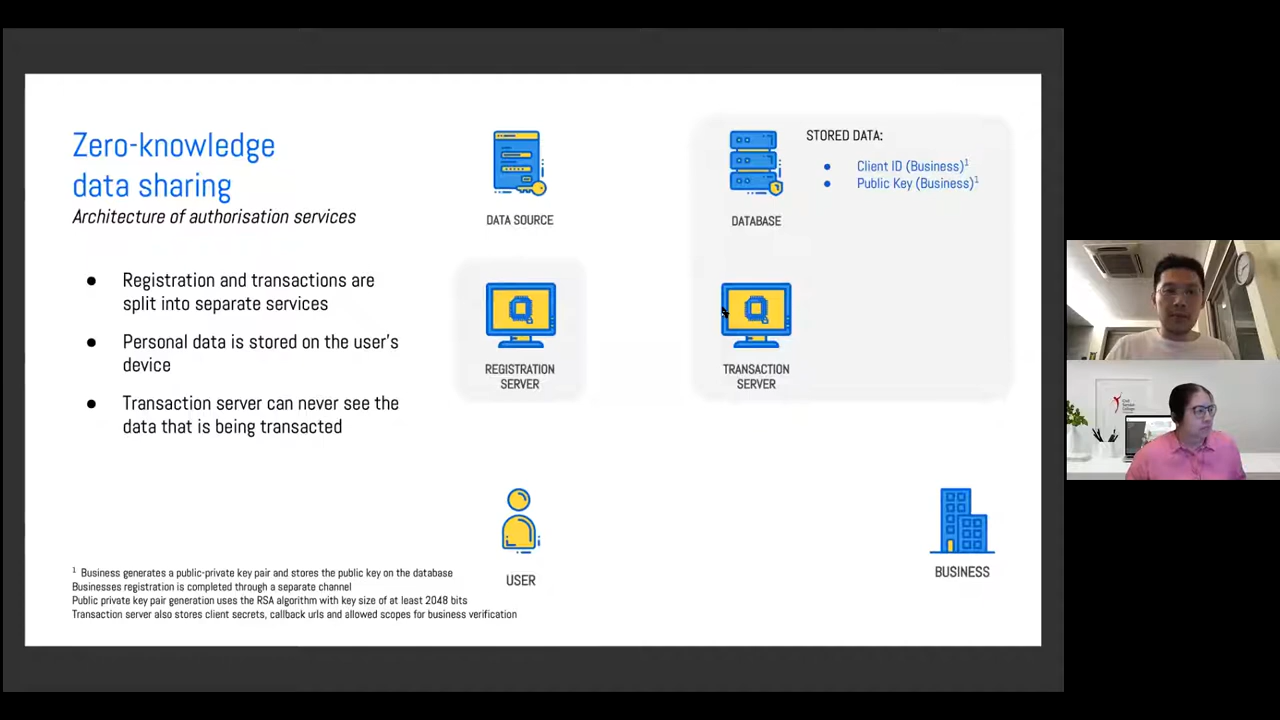 Zero-knowledge
data sharing
Architecture of authorisation services
● Registration and transactions are
split into separate services
● Personal data is stored on the user's
device
● Transaction server can never see the
data that is being transacted
DATA SOURCE
DATABASE
STORED DATA:
● Client ID (Business)¹
● Public Key (Business)¹
REGISTRATION
SERVER
TRANSACTION
SERVER
USER
BUSINESS
¹ Business generates a public-private key pair and stores the public key on the database
Businesses registration is completed through a separate channel
Public private key pair generation uses the RSA algorithm with key size of at least 2048 bits
Transaction server also stores client secrets, callback urls and allowed scopes for business verification